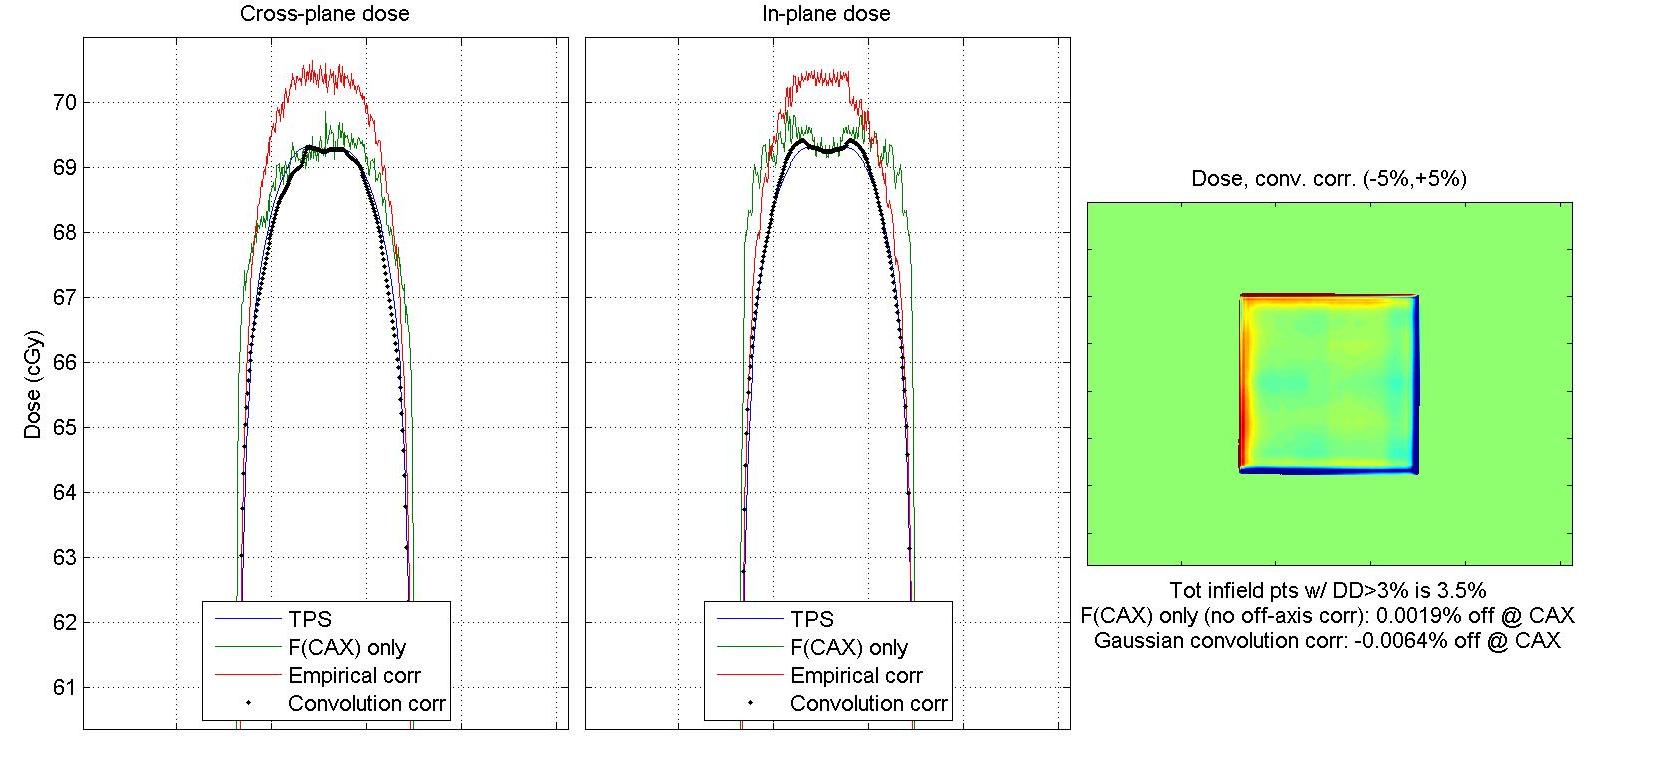 Cross-plane dose
In-plane dose
Dose (cGy)
70
69
68
67
66
65
64
63
62
61
TPS
F(CAX) only
Empirical corr
Convolution corr
TPS
F(CAX) only
Empirical corr
Convolution corr
Dose, conv. corr. (-5%,+5%)
Tot infield pts w/ DD>3% is 3.5%
F(CAX) only (no off-axis corr): 0.0019% off @ CAX
Gaussian convolution corr: -0.0064% off @ CAX